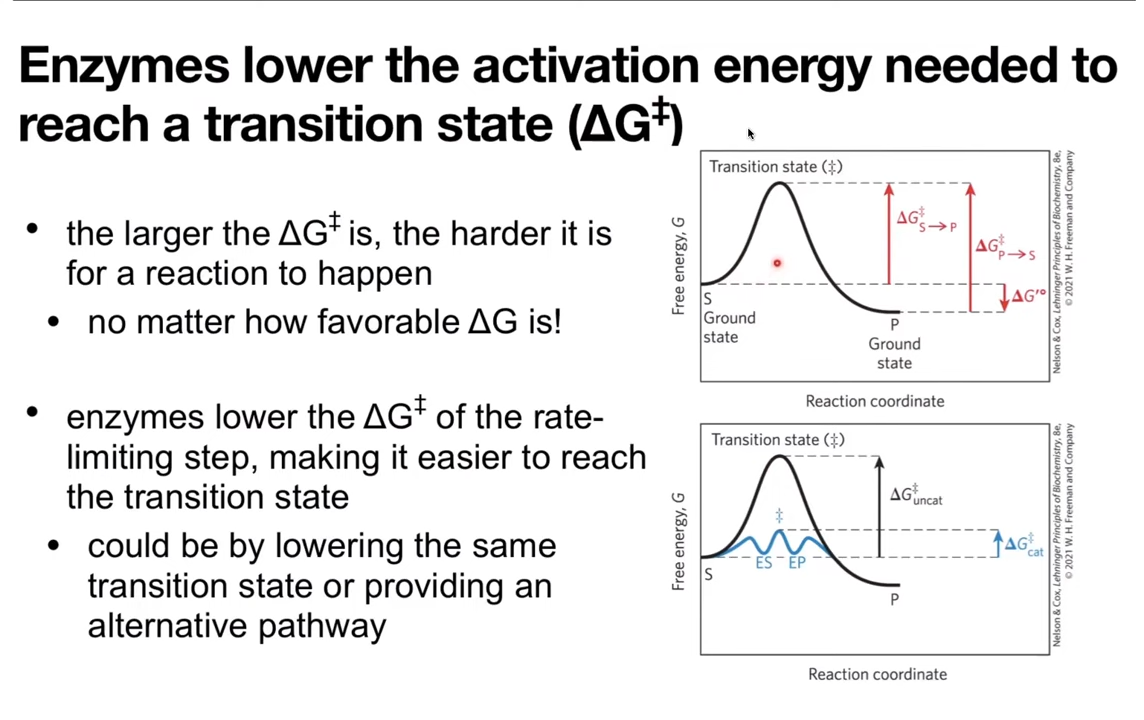 Enzymes lower the activation energy needed to
reach a transition state (ΔG‡)
• the larger the ΔG‡ is, the harder it is
for a reaction to happen
• no matter how favorable ΔG is!
• enzymes lower the ΔG‡ of the rate-
limiting step, making it easier to reach
the transition state
• could be by lowering the same
transition state or providing an
alternative pathway
Transition state (‡)
Free energy, G
ΔG‡S→P
ΔG‡P→S
ΔG′°
S
Ground
state
P
Ground
state
Reaction coordinate
Nelson & Cox, Lehninger Principles of Biochemistry, 8e,
© 2021 W. H. Freeman and Company
Transition state (‡)
Free energy, G
ΔG‡uncat
‡
ΔG‡cat
ES EP
S
P
Reaction coordinate
Nelson & Cox, Lehninger Principles of Biochemistry, 8e,
© 2021 W. H. Freeman and Company